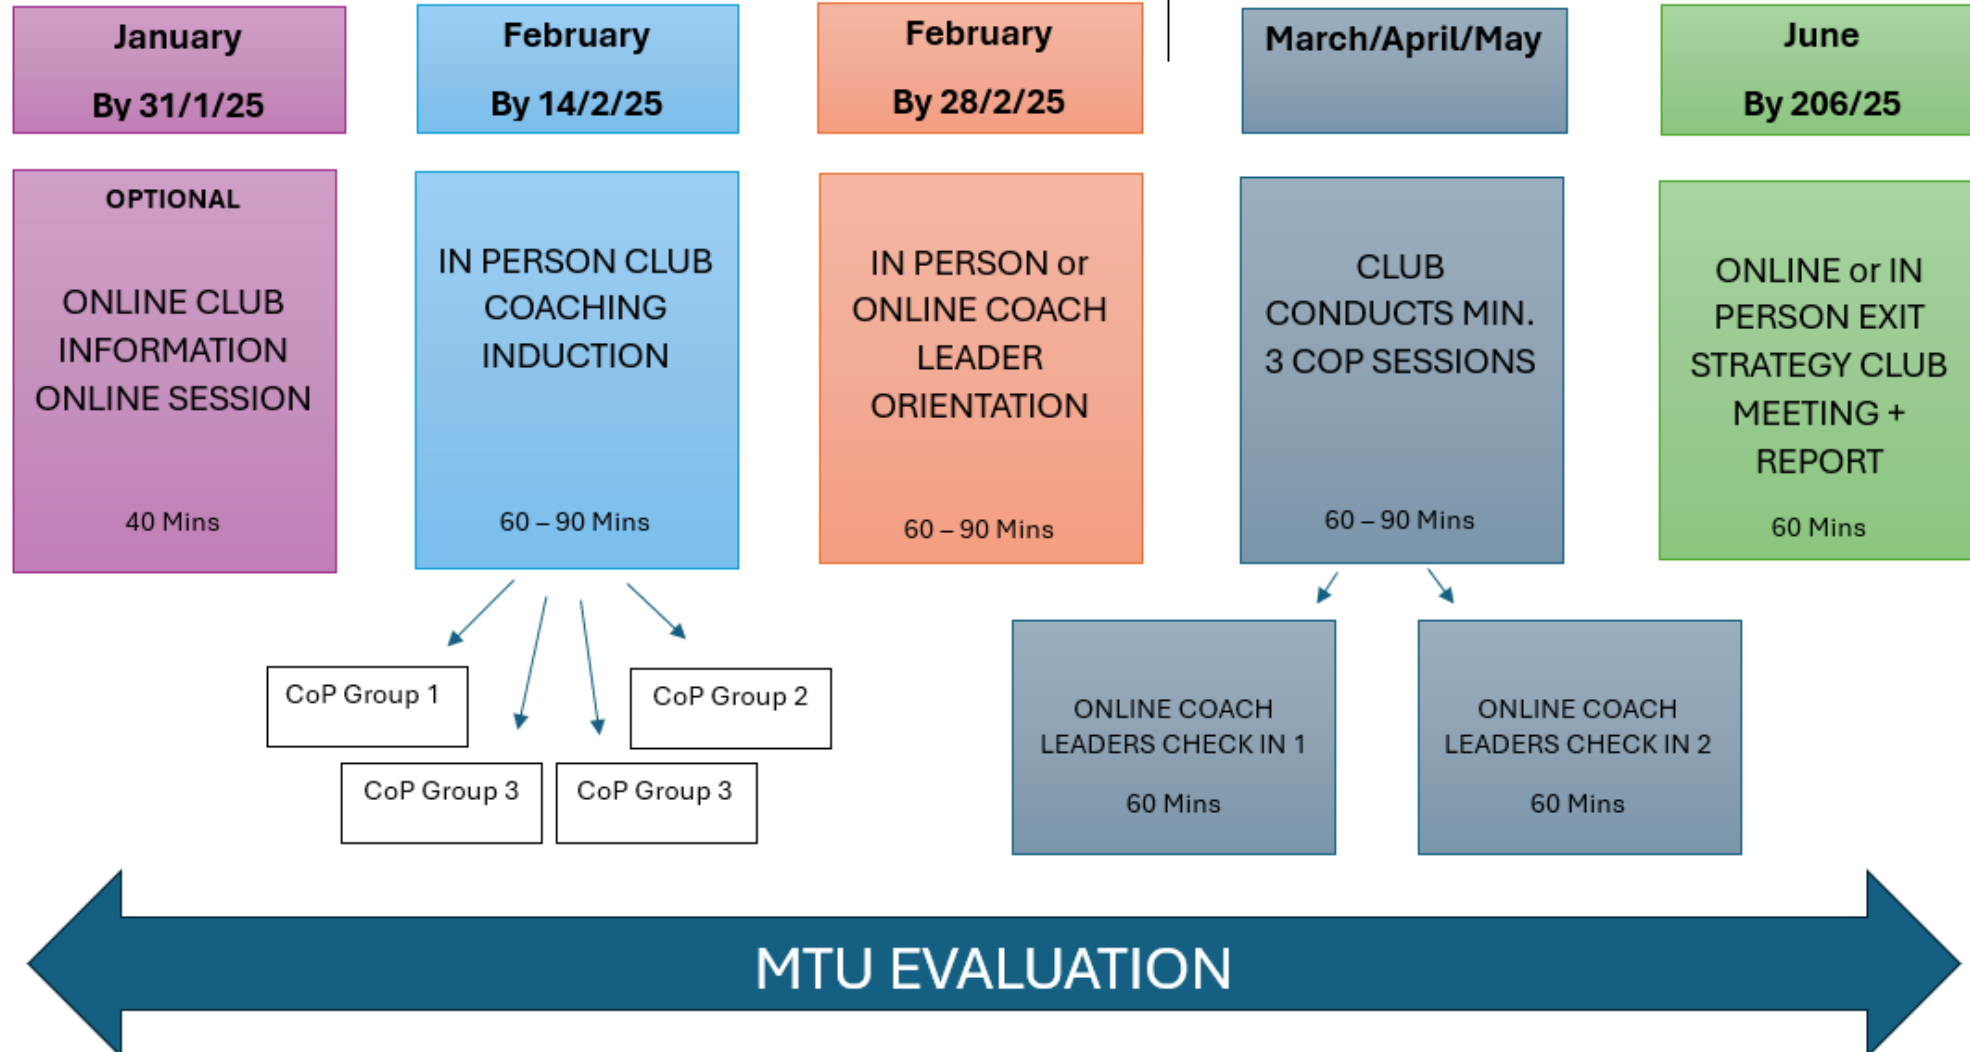 January
By 31/1/25
February
By 14/2/25
February
By 28/2/25
March/April/May
June
By 206/25
OPTIONAL
ONLINE CLUB
INFORMATION
ONLINE SESSION
40 Mins
IN PERSON CLUB
COACHING
INDUCTION
60 – 90 Mins
IN PERSON or
ONLINE COACH
LEADER
ORIENTATION
60 – 90 Mins
CLUB
CONDUCTS MIN.
3 COP SESSIONS
60 – 90 Mins
ONLINE or IN
PERSON EXIT
STRATEGY CLUB
MEETING +
REPORT
60 Mins
CoP Group 1
CoP Group 2
CoP Group 3
CoP Group 3
ONLINE COACH
LEADERS CHECK IN 1
60 Mins
ONLINE COACH
LEADERS CHECK IN 2
60 Mins
MTU EVALUATION